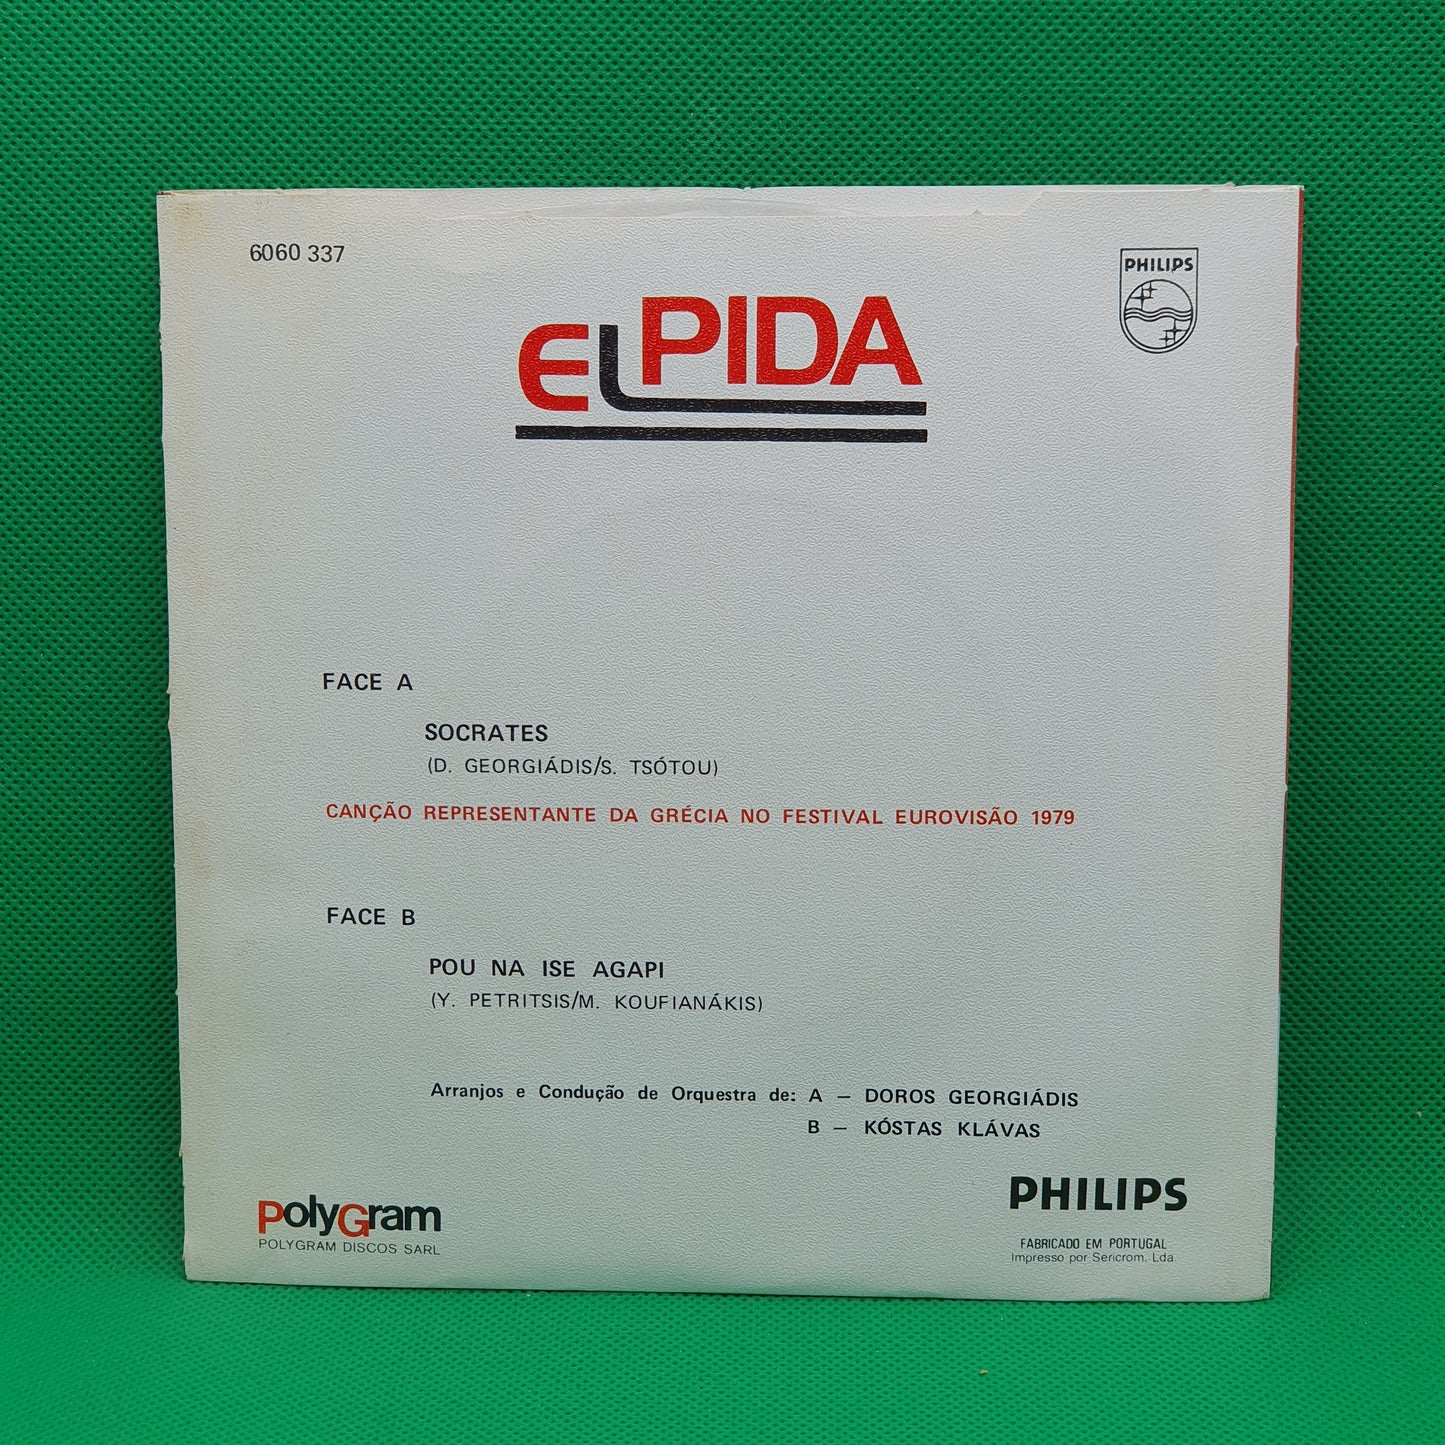 6060 337
PHILIPS
ELPIDA
FACE A
SOCRATES
(D. GEORGIÁDIS/S. TSÓTOU)
CANÇÃO REPRESENTANTE DA GRÉCIA NO FESTIVAL EUROVISÃO 1979
FACE B
POU NA ISE AGAPI
(Y. PETRITSIS/M. KOUFIANÁKIS)
Arranjos e Condução de Orquestra de: A — DOROS GEORGIÁDIS
B — KÓSTAS KLÁVAS
PolyGram
POLYGRAM DISCOS SARL
PHILIPS
FABRICADO EM PORTUGAL
Impresso por Sericrom, Lda